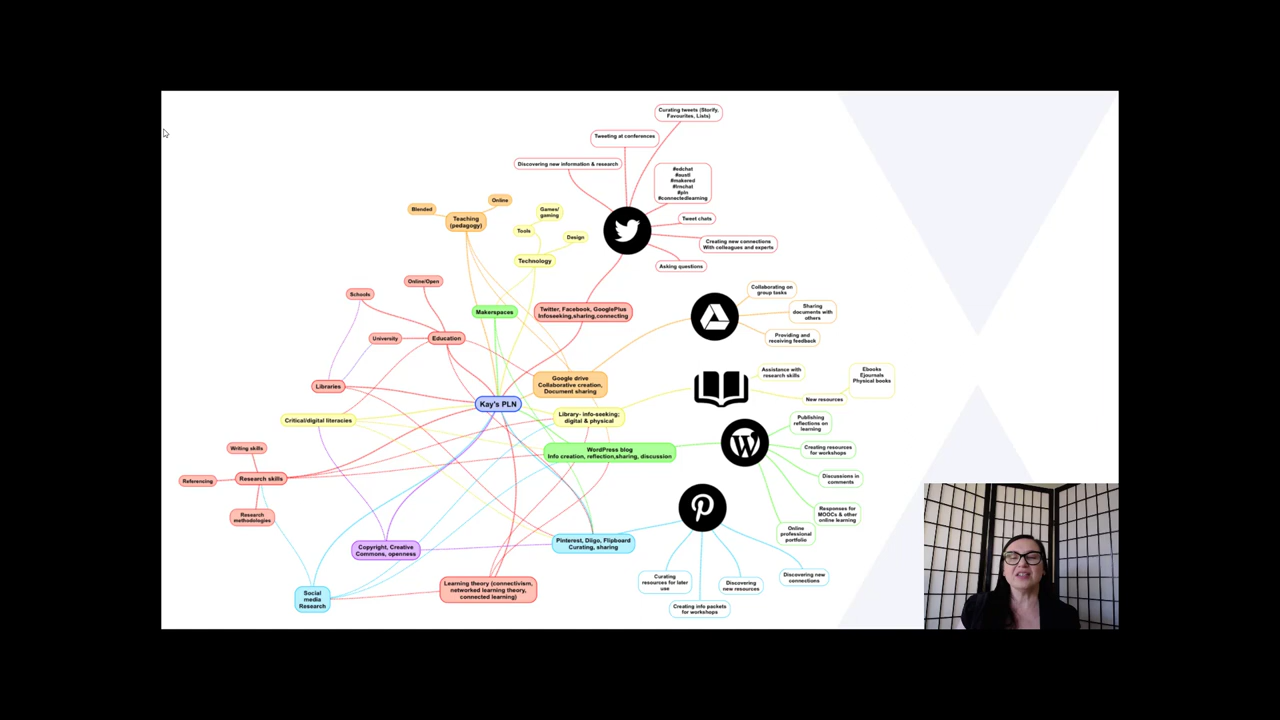 Curating tweets (Storify,
Favourites, Lists)
Tweeting at conferences
Discovering new information & research
#edchat
#oustl
#makered
#lrnchat
#pln
#connectedlearning
Tweet chats
Creating new connections
With colleagues and experts
Asking questions
Online
Blended
Teaching
(pedagogy)
Games/
gaming
Tools
Design
Technology
Online/Open
Schools
Makerspaces
Twitter, Facebook, GooglePlus
Infoseeking,sharing,connecting
Collaborating on
group tasks
Sharing
documents with
others
Providing and
receiving feedback
University
Education
Libraries
Google drive
Collaborative creation,
Document sharing
Assistance with
research skills
Ebooks
Ejournals
Physical books
New resources
Kay's PLN
Critical/digital literacies
Library- info-seeking;
digital & physical
Publishing
reflections on
learning
Writing skills
WordPress blog
Info creation, reflection,sharing, discussion
Creating resources
for workshops
Referencing
Research skills
Discussions in
comments
Research
methodologies
Responses for
MOOCs & other
online learning
Online
professional
portfolio
Copyright, Creative
Commons, openness
Pinterest, Diigo, Flipboard
Curating, sharing
Curating
resources for later
use
Discovering
new resources
Discovering new
connections
Creating info packets
for workshops
Social
media
Research
Learning theory (connectivism,
networked learning theory,
connected learning)